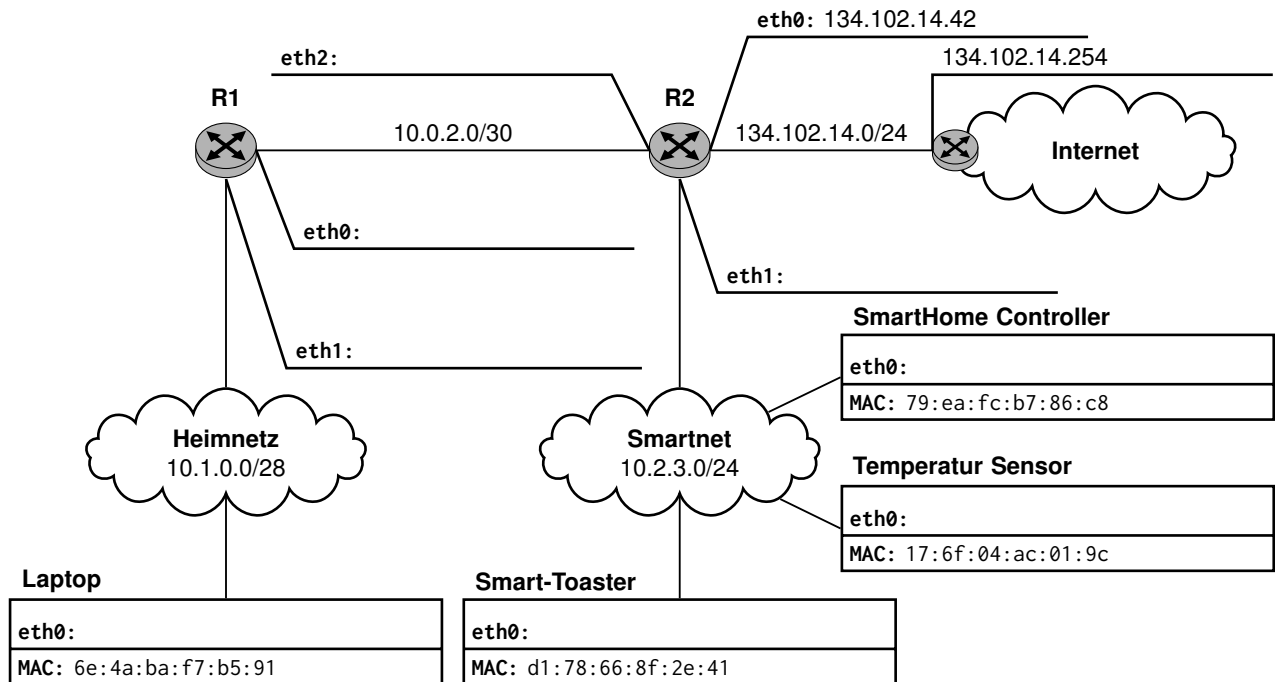 eth0: 134.102.14.42
eth2:
134.102.14.254
R1
R2
10.0.2.0/30
134.102.14.0/24
Internet
eth0:
eth1:
SmartHome Controller
eth1:
eth0:
MAC: 79:ea:fc:b7:86:c8
Heimnetz
10.1.0.0/28
Smartnet
10.2.3.0/24
Temperatur Sensor
eth0:
MAC: 17:6f:04:ac:01:9c
Laptop
eth0:
MAC: 6e:4a:ba:f7:b5:91
Smart-Toaster
eth0:
MAC: d1:78:66:8f:2e:41